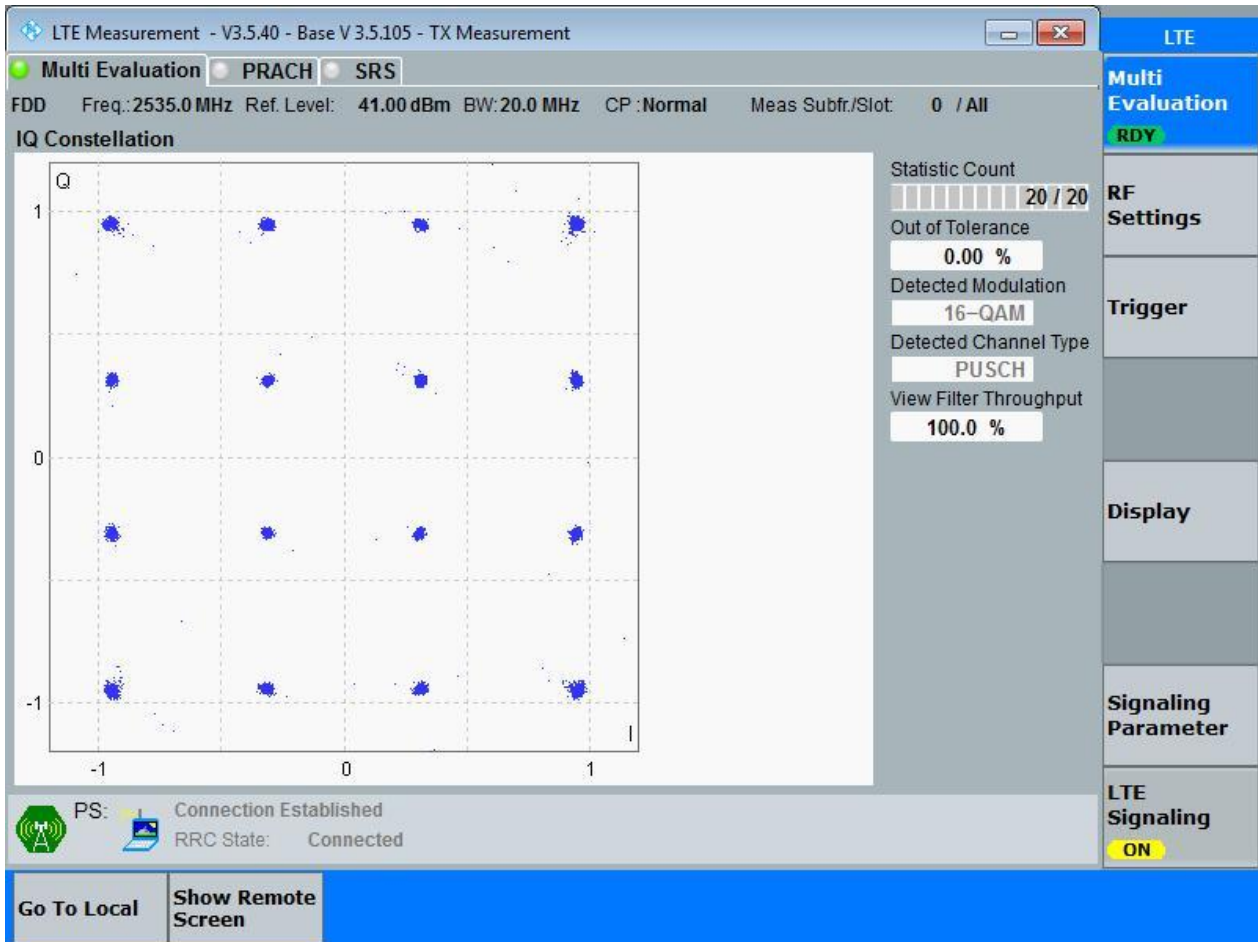 LTE Measurement - V3.5.40 - Base V 3.5.105 - TX Measurement
LTE
Multi Evaluation PRACH SRS
Multi
Evaluation
RDY
FDD Freq.: 2535.0 MHz Ref. Level: 41.00 dBm BW: 20.0 MHz CP : Normal Meas Subfr./Slot: 0 / All
IQ Constellation
Q
1
0
-1
I
-1 0 1
Statistic Count
20 / 20
Out of Tolerance
0.00 %
Detected Modulation
16-QAM
Detected Channel Type
PUSCH
View Filter Throughput
100.0 %
RF
Settings
Trigger
Display
Signaling
Parameter
LTE
Signaling
ON
PS: Connection Established
RRC State: Connected
Go To Local
Show Remote
Screen